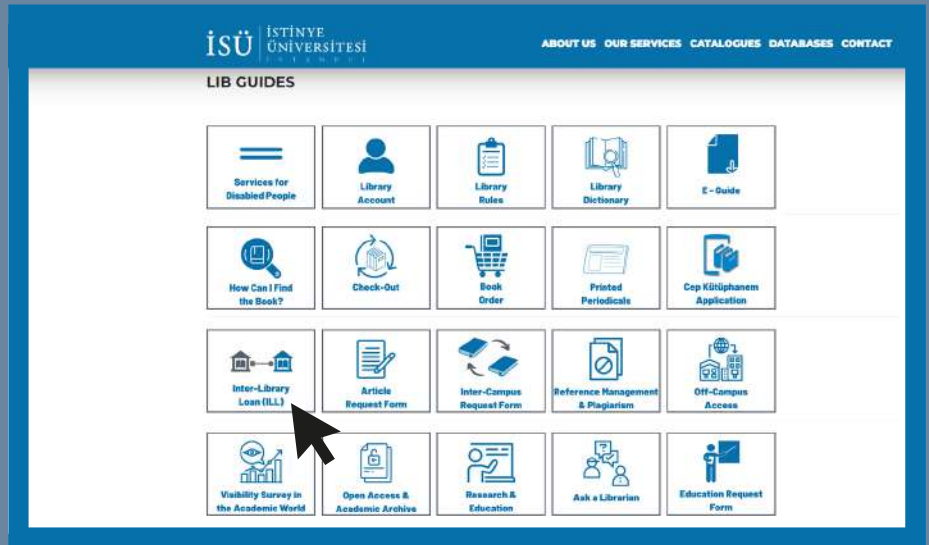 İSÜ
İSTİNYE
ÜNİVERSİTESİ
İSTANBUL
ABOUT US OUR SERVICES CATALOGUES DATABASES CONTACT
LIB GUIDES
Services for
Disabled People
Library
Account
Library
Rules
Library
Dictionary
E - Guide
How Can I Find
the Book?
Check-Out
Book
Order
Printed
Periodicals
Cep Kütüphanem
Application
Inter-Library
Loan (ILL)
Article
Request Form
Inter-Campus
Request Form
Reference Management
& Plagiarism
Off-Campus
Access
Visibility Survey in
the Academic World
Open Access &
Academic Archive
Research &
Education
Ask a Librarian
Education Request
Form